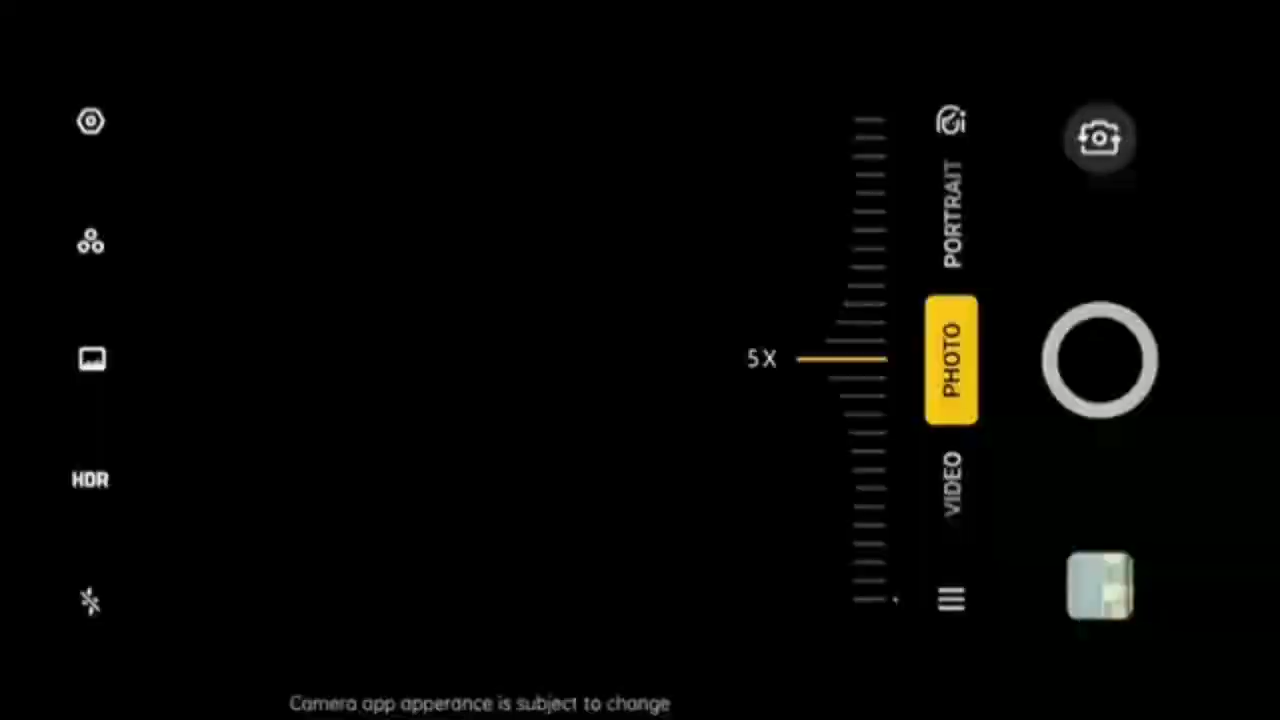 PORTRAIT
5X
PHOTO
VIDEO
HDR
Camera app apperance is subject to change